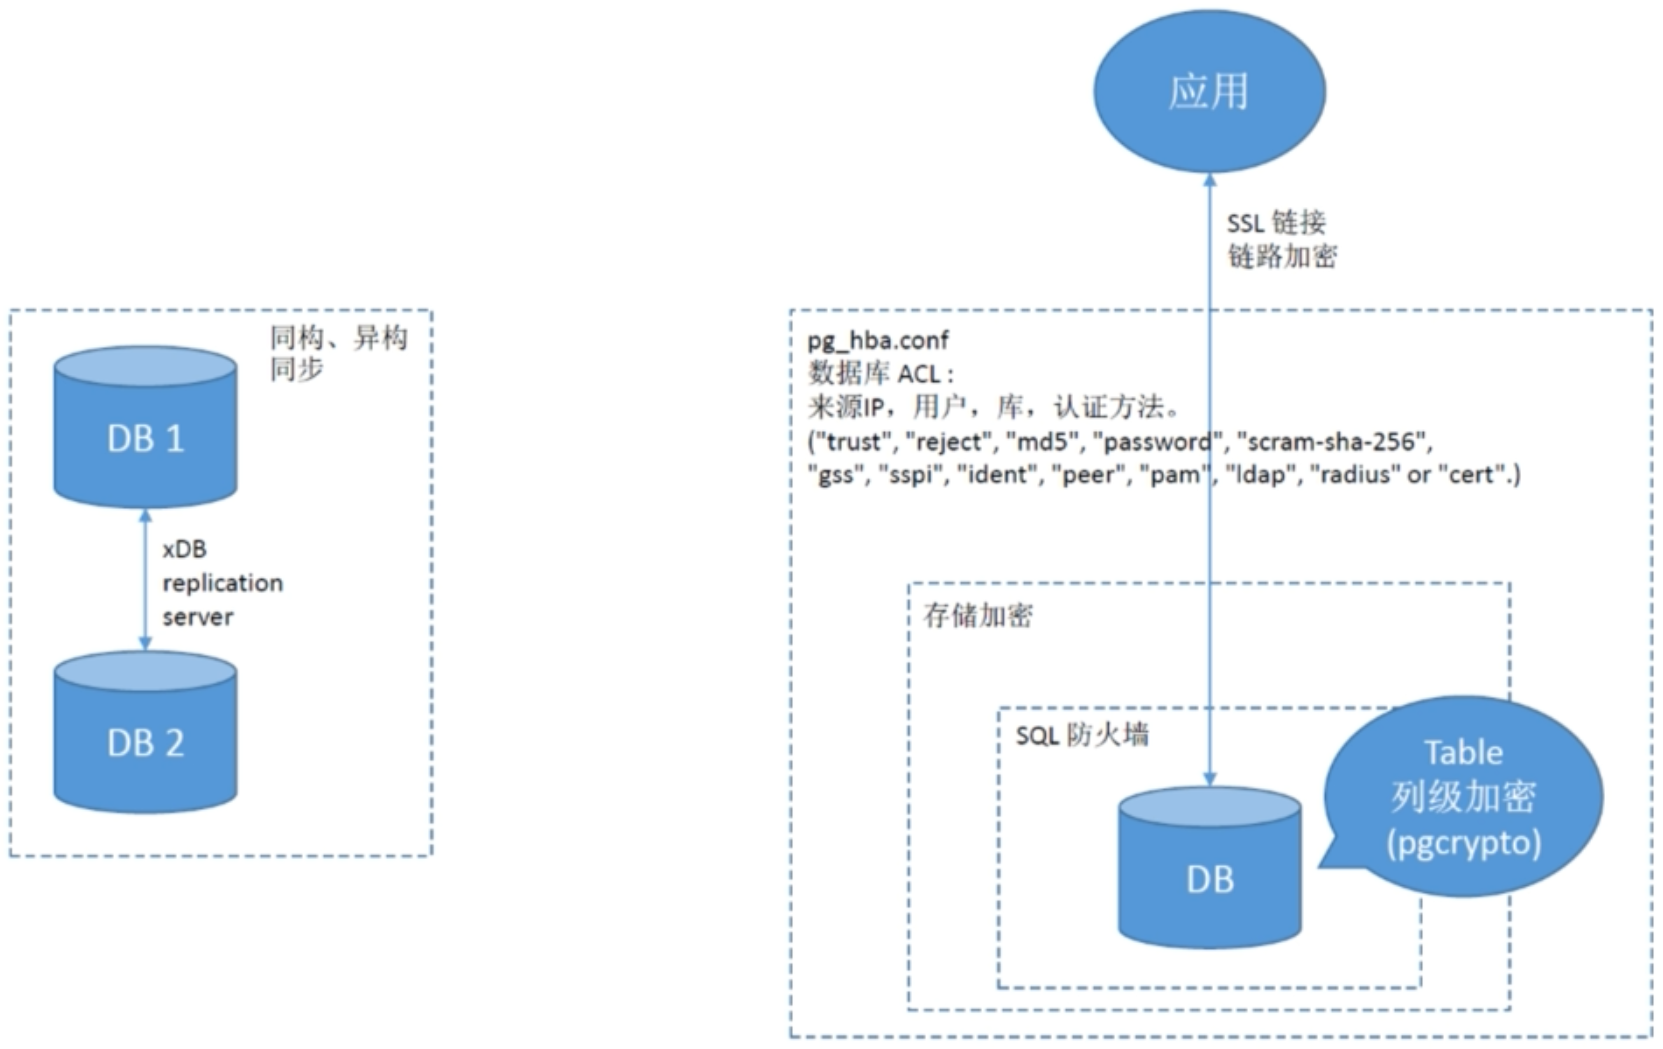 同构、异构
同步
DB 1
xDB
replication
server
DB 2
应用
SSL 链接
链路加密
pg_hba.conf
数据库 ACL :
来源IP，用户，库，认证方法。
("trust", "reject", "md5", "password", "scram-sha-256",
"gss", "sspi", "ident", "peer", "pam", "ldap", "radius" or "cert".)
存储加密
SQL 防火墙
Table
列级加密
(pgcrypto)
DB